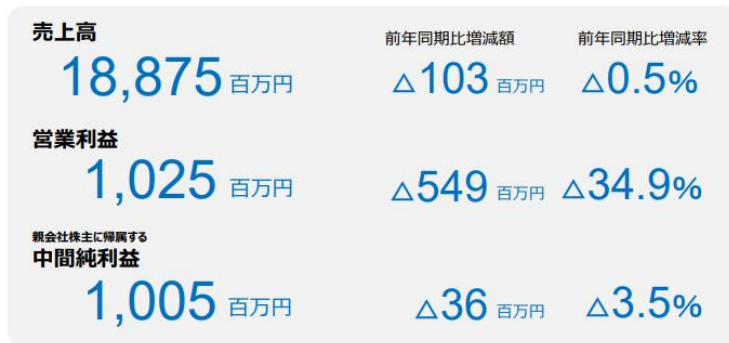 売上高
前年同期比増減額 前年同期比増減率
18,875 百万円 △103 百万円 △0.5%
営業利益
1,025 百万円 △549 百万円 △34.9%
親会社株主に帰属する
中間純利益
1,005 百万円 △36 百万円 △3.5%